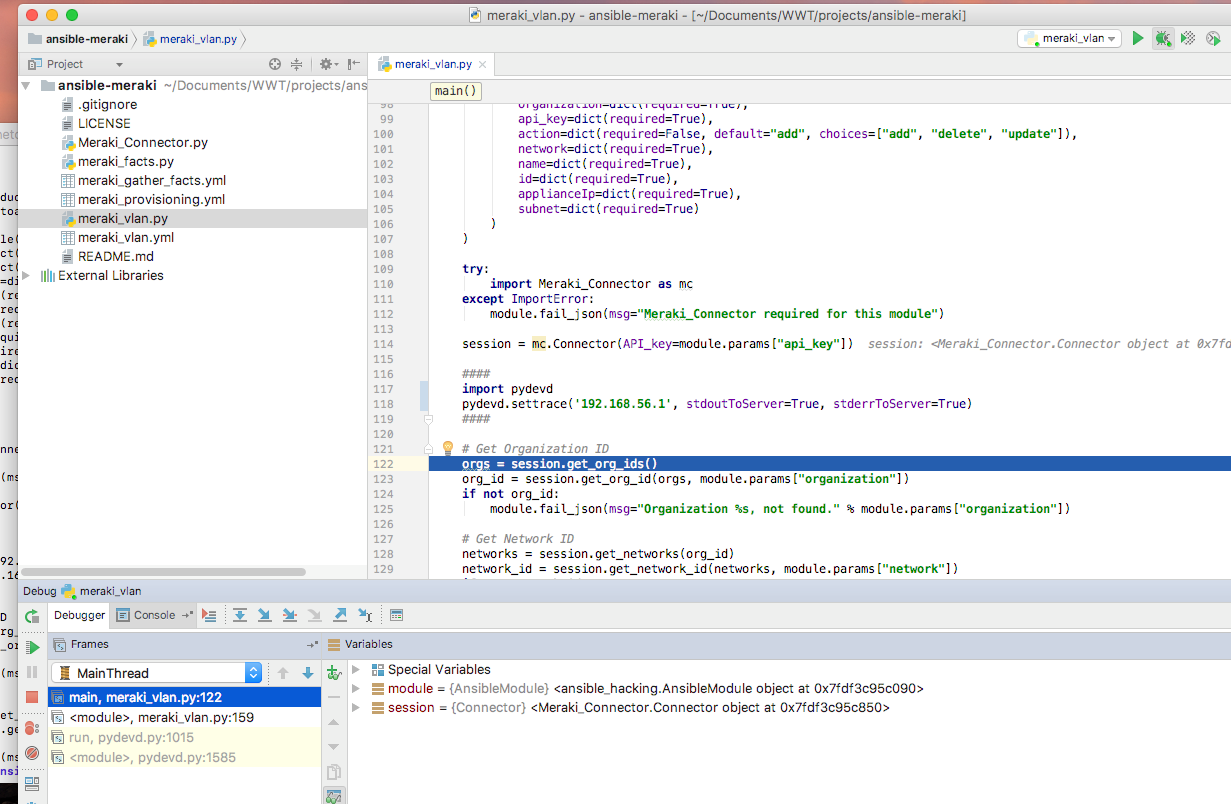 meraki_vlan.py - ansible-meraki - [~/Documents/WWT/projects/ansible-meraki]
ansible-meraki meraki_vlan.py meraki_vlan
Project meraki_vlan.py
ansible-meraki ~/Documents/WWT/projects/ans
.gitignore
LICENSE
Meraki_Connector.py
meraki_facts.py
meraki_gather_facts.yml
meraki_provisioning.yml
meraki_vlan.py
meraki_vlan.yml
README.md
External Libraries
main()
98 organization=dict(required=True),
99 api_key=dict(required=True),
100 action=dict(required=False, default="add", choices=["add", "delete", "update"]),
101 network=dict(required=True),
102 name=dict(required=True),
103 id=dict(required=True),
104 applianceIp=dict(required=True),
105 subnet=dict(required=True)
106 )
107 )
108
109 try:
110 import Meraki_Connector as mc
111 except ImportError:
112 module.fail_json(msg="Meraki_Connector required for this module")
113
114 session = mc.Connector(API_key=module.params["api_key"]) session: <Meraki_Connector.Connector object at 0x7fd
115
116 ####
117 import pydevd
118 pydevd.settrace('192.168.56.1', stdoutToServer=True, stderrToServer=True)
119 ####
120
121 # Get Organization ID
122 orgs = session.get_org_ids()
123 org_id = session.get_org_id(orgs, module.params["organization"])
124 if not org_id:
125 module.fail_json(msg="Organization %s, not found." % module.params["organization"])
126
127 # Get Network ID
128 networks = session.get_networks(org_id)
129 network_id = session.get_network_id(networks, module.params["network"])
Debug meraki_vlan
Debugger Console
Frames Variables
MainThread
main, meraki_vlan.py:122
<module>, meraki_vlan.py:159
run, pydevd.py:1015
<module>, pydevd.py:1585
Special Variables
module = {AnsibleModule} <ansible_hacking.AnsibleModule object at 0x7fdf3c95c090>
session = {Connector} <Meraki_Connector.Connector object at 0x7fdf3c95c850>